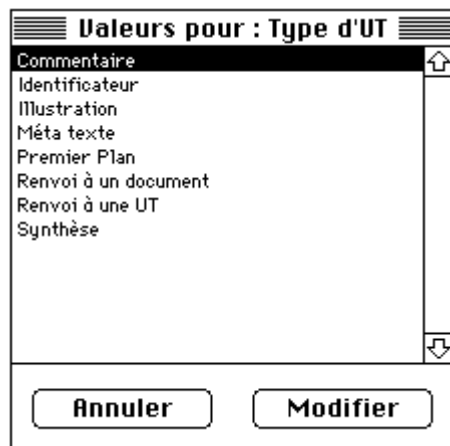 Valeurs pour : Type d'UT
Commentaire
Identificateur
Illustration
Méta texte
Premier Plan
Renvoi à un document
Renvoi à une UT
Synthèse
Annuler Modifier